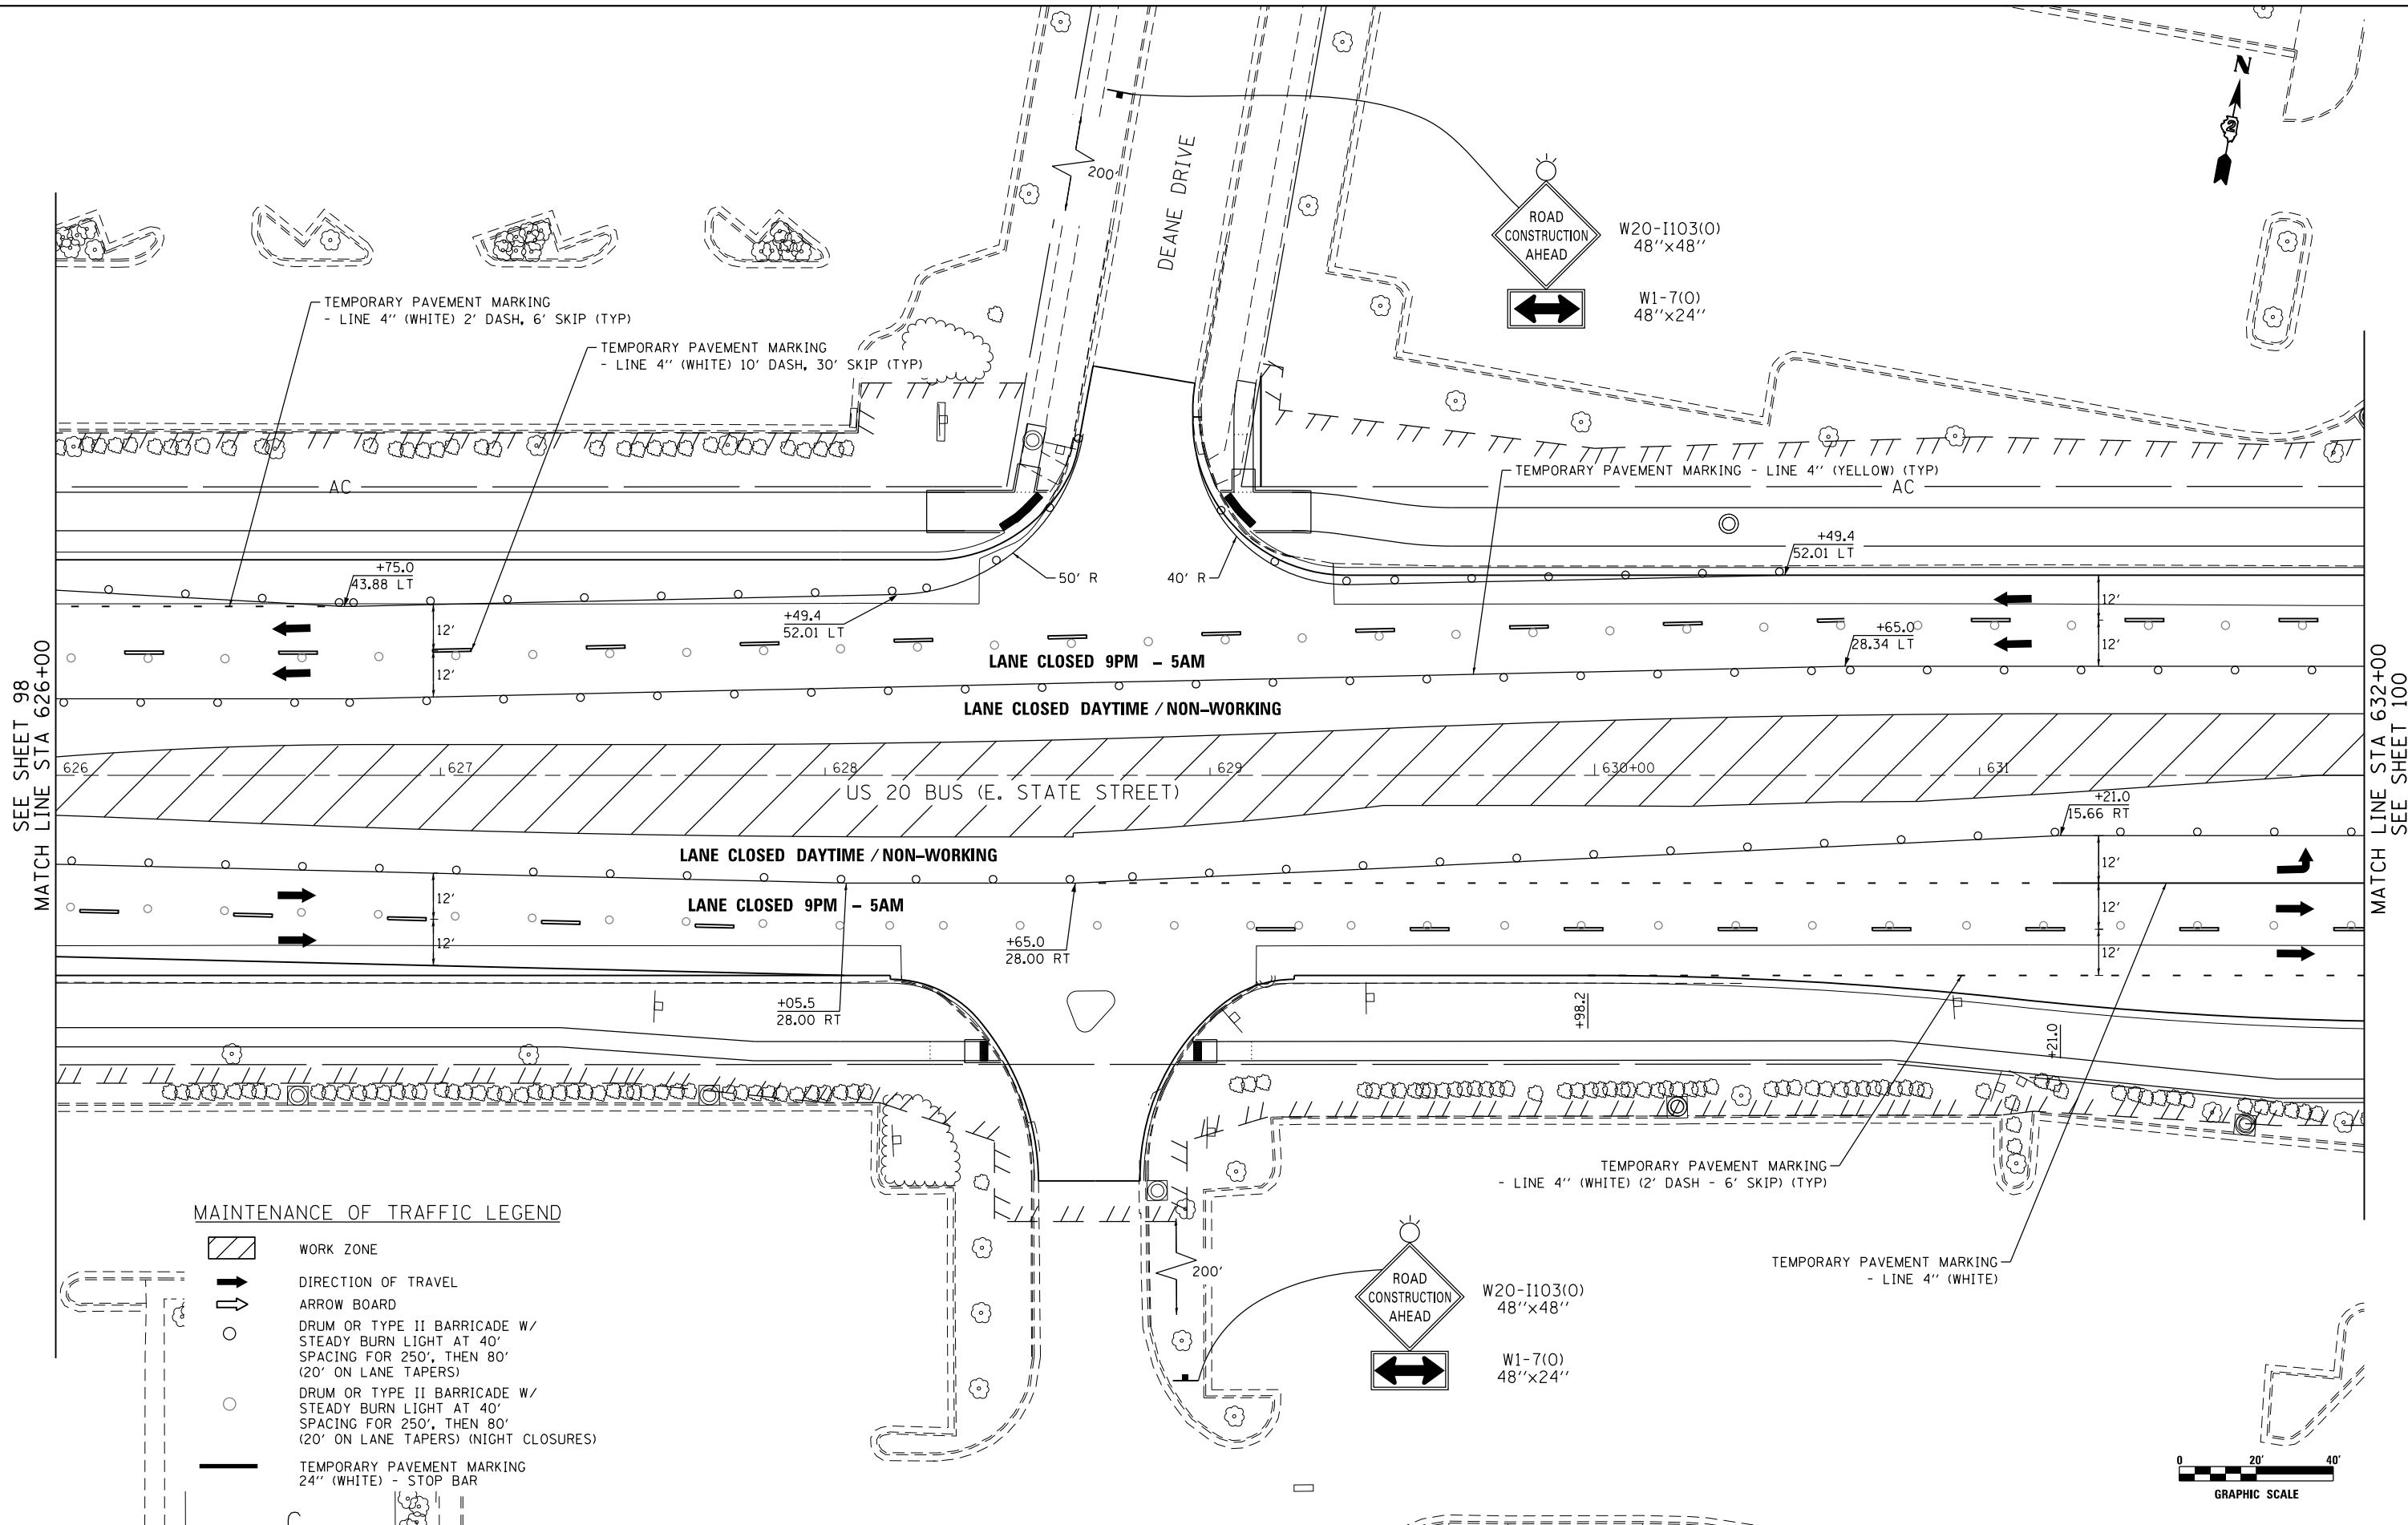 N
2
200'
DEANE DRIVE
ROAD
CONSTRUCTION
AHEAD
W20-I103(O)
48''x48''
W1-7(O)
48''x24''
TEMPORARY PAVEMENT MARKING
- LINE 4'' (WHITE) 2' DASH, 6' SKIP (TYP)
TEMPORARY PAVEMENT MARKING
- LINE 4'' (WHITE) 10' DASH, 30' SKIP (TYP)
TEMPORARY PAVEMENT MARKING - LINE 4'' (YELLOW) (TYP)
AC
AC
+75.0
43.88 LT
50' R
40' R
+49.4
52.01 LT
+49.4
52.01 LT
12'
12'
12'
12'
+65.0
28.34 LT
LANE CLOSED 9PM - 5AM
LANE CLOSED DAYTIME / NON-WORKING
SEE SHEET 98
MATCH LINE STA 626+00
MATCH LINE STA 632+00
SEE SHEET 100
626
627
628
629
630+00
631
US 20 BUS (E. STATE STREET)
+21.0
15.66 RT
LANE CLOSED DAYTIME / NON-WORKING
LANE CLOSED 9PM - 5AM
12'
12'
12'
12'
12'
+65.0
28.00 RT
+05.5
28.00 RT
+98.2
+21.0
TEMPORARY PAVEMENT MARKING
- LINE 4'' (WHITE) (2' DASH - 6' SKIP) (TYP)
TEMPORARY PAVEMENT MARKING
- LINE 4'' (WHITE)
200'
ROAD
CONSTRUCTION
AHEAD
W20-I103(O)
48''x48''
W1-7(O)
48''x24''
MAINTENANCE OF TRAFFIC LEGEND
WORK ZONE
DIRECTION OF TRAVEL
ARROW BOARD
DRUM OR TYPE II BARRICADE W/
STEADY BURN LIGHT AT 40'
SPACING FOR 250', THEN 80'
(20' ON LANE TAPERS)
DRUM OR TYPE II BARRICADE W/
STEADY BURN LIGHT AT 40'
SPACING FOR 250', THEN 80'
(20' ON LANE TAPERS) (NIGHT CLOSURES)
TEMPORARY PAVEMENT MARKING
24'' (WHITE) - STOP BAR
0 20' 40'
GRAPHIC SCALE